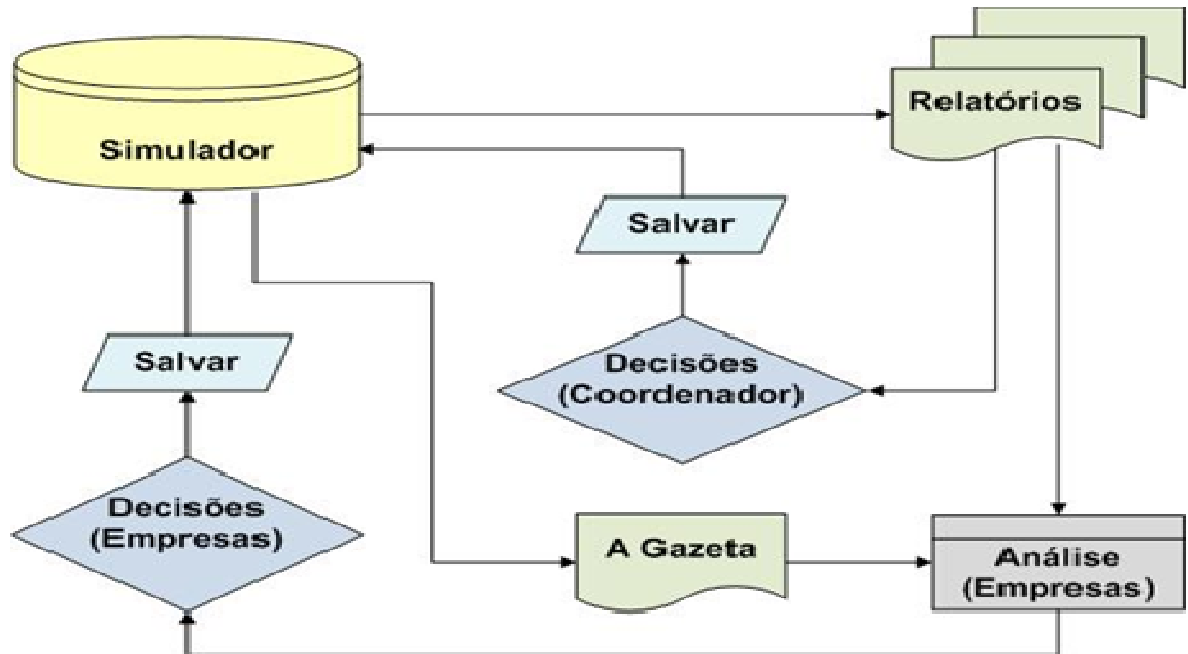 Relatórios
Simulador
Salvar
Salvar
Decisões
(Coordenador)
Decisões
(Empresas)
A Gazeta
Análise
(Empresas)